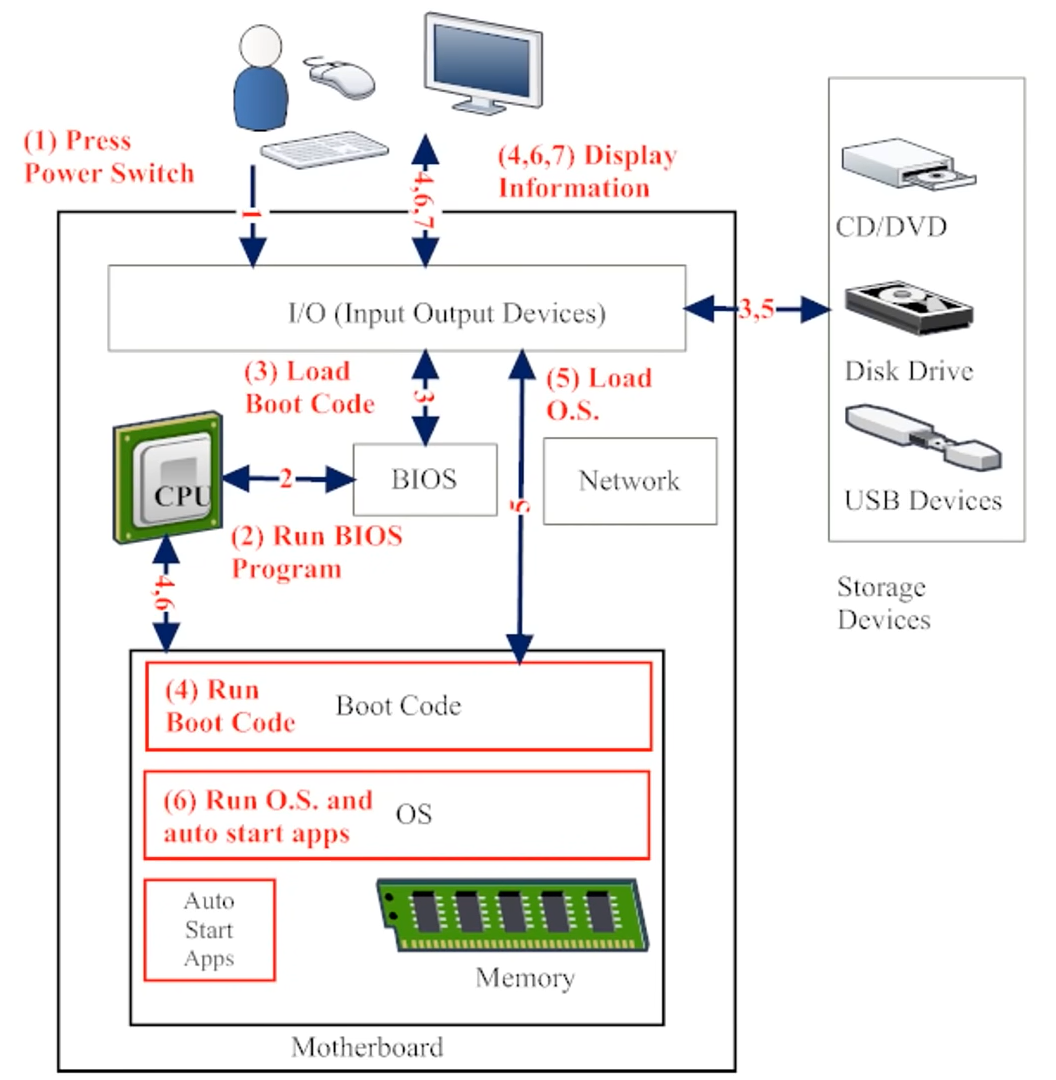 (1) Press
Power Switch
(4,6,7) Display
Information
1
4,6,7
CD/DVD
I/O (Input Output Devices)
3,5
Disk Drive
(3) Load
Boot Code
3
(5) Load
O.S.
CPU
2
BIOS
5
Network
USB Devices
(2) Run BIOS
Program
4,6
Storage
Devices
(4) Run
Boot Code
Boot Code
(6) Run O.S. and
auto start apps
OS
Auto
Start
Apps
Memory
Motherboard